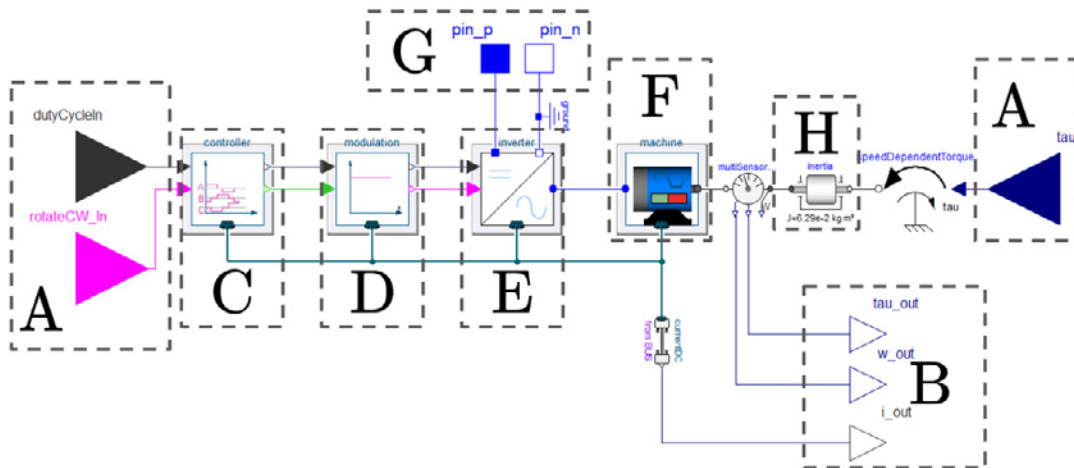 G
pin_p
pin_n
ground
A
dutyCycleIn
rotateCW_In
controller
A
B
C
C
modulation
D
inverter
E
F
machine
multiSensor...
w
H
inertia
J=6.29e-2 kg m²
speedDependentTorque
tau
A
tau
currentDC
from BUS
B
tau_out
w_out
i_out